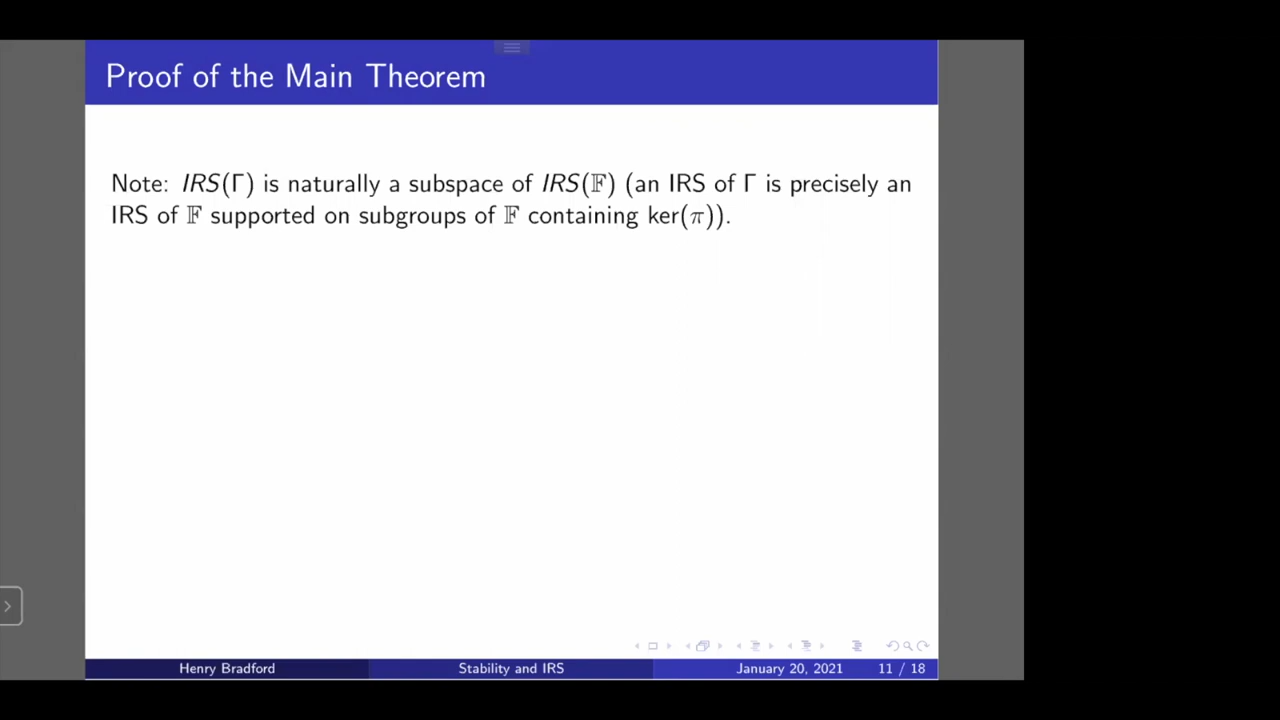 Proof of the Main Theorem
Note: IRS(Γ) is naturally a subspace of IRS(𝔽) (an IRS of Γ is precisely an
IRS of 𝔽 supported on subgroups of 𝔽 containing ker(π)).
Henry Bradford Stability and IRS January 20, 2021 11 / 18